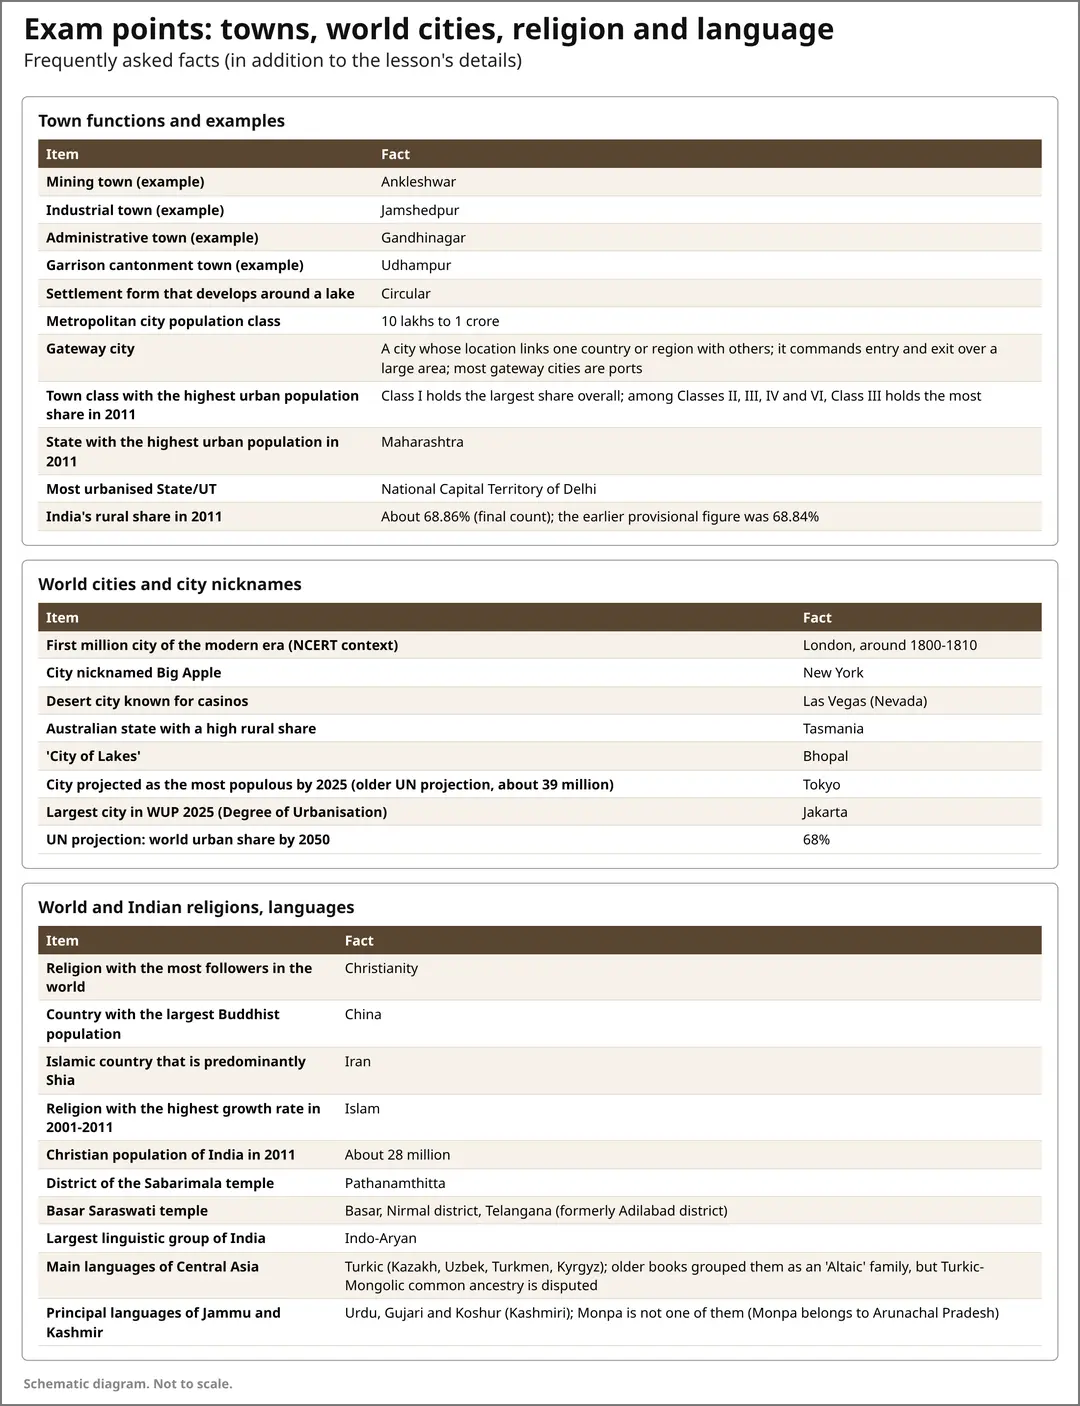 Exam points: towns, world cities, religion and language
Frequently asked facts (in addition to the lesson's details)
Town functions and examples
Item Fact
Mining town (example) Ankleshwar
Industrial town (example) Jamshedpur
Administrative town (example) Gandhinagar
Garrison cantonment town (example) Udhampur
Settlement form that develops around a lake Circular
Metropolitan city population class 10 lakhs to 1 crore
Gateway city A city whose location links one country or region with others; it commands entry and exit over a
large area; most gateway cities are ports
Town class with the highest urban population Class I holds the largest share overall; among Classes II, III, IV and VI, Class III holds the most
share in 2011
State with the highest urban population in Maharashtra
2011
Most urbanised State/UT National Capital Territory of Delhi
India's rural share in 2011 About 68.86% (final count); the earlier provisional figure was 68.84%
World cities and city nicknames
Item Fact
First million city of the modern era (NCERT context) London, around 1800-1810
City nicknamed Big Apple New York
Desert city known for casinos Las Vegas (Nevada)
Australian state with a high rural share Tasmania
'City of Lakes' Bhopal
City projected as the most populous by 2025 (older UN projection, about 39 million) Tokyo
Largest city in WUP 2025 (Degree of Urbanisation) Jakarta
UN projection: world urban share by 2050 68%
World and Indian religions, languages
Item Fact
Religion with the most followers in the Christianity
world
Country with the largest Buddhist China
population
Islamic country that is predominantly Iran
Shia
Religion with the highest growth rate in Islam
2001-2011
Christian population of India in 2011 About 28 million
District of the Sabarimala temple Pathanamthitta
Basar Saraswati temple Basar, Nirmal district, Telangana (formerly Adilabad district)
Largest linguistic group of India Indo-Aryan
Main languages of Central Asia Turkic (Kazakh, Uzbek, Turkmen, Kyrgyz); older books grouped them as an 'Altaic' family, but Turkic-
Mongolic common ancestry is disputed
Principal languages of Jammu and Urdu, Gujari and Koshur (Kashmiri); Monpa is not one of them (Monpa belongs to Arunachal Pradesh)
Kashmir
Schematic diagram. Not to scale.